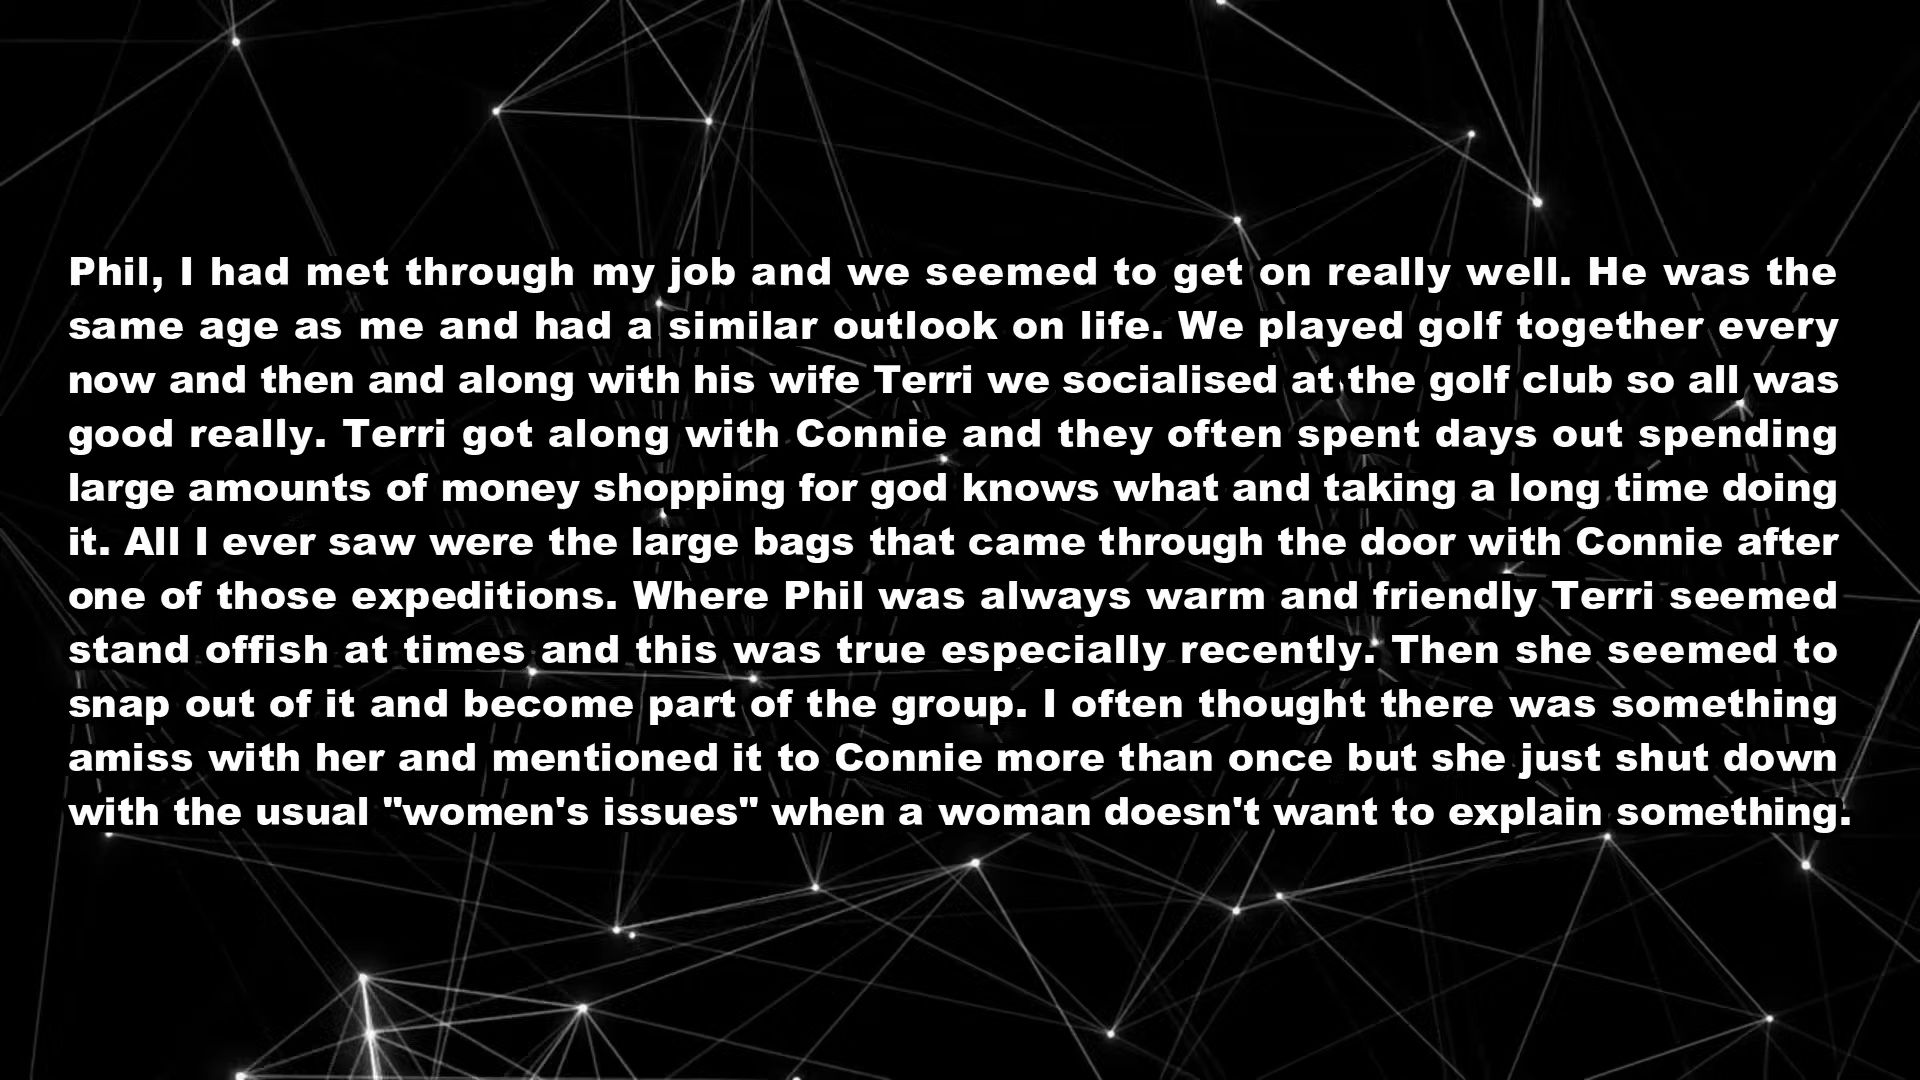 Phil, I had met through my job and we seemed to get on really well. He was the
same age as me and had a similar outlook on life. We played golf together every
now and then and along with his wife Terri we socialised at the golf club so all was
good really. Terri got along with Connie and they often spent days out spending
large amounts of money shopping for god knows what and taking a long time doing
it. All I ever saw were the large bags that came through the door with Connie after
one of those expeditions. Where Phil was always warm and friendly Terri seemed
stand offish at times and this was true especially recently. Then she seemed to
snap out of it and become part of the group. I often thought there was something
amiss with her and mentioned it to Connie more than once but she just shut down
with the usual "women's issues" when a woman doesn't want to explain something.